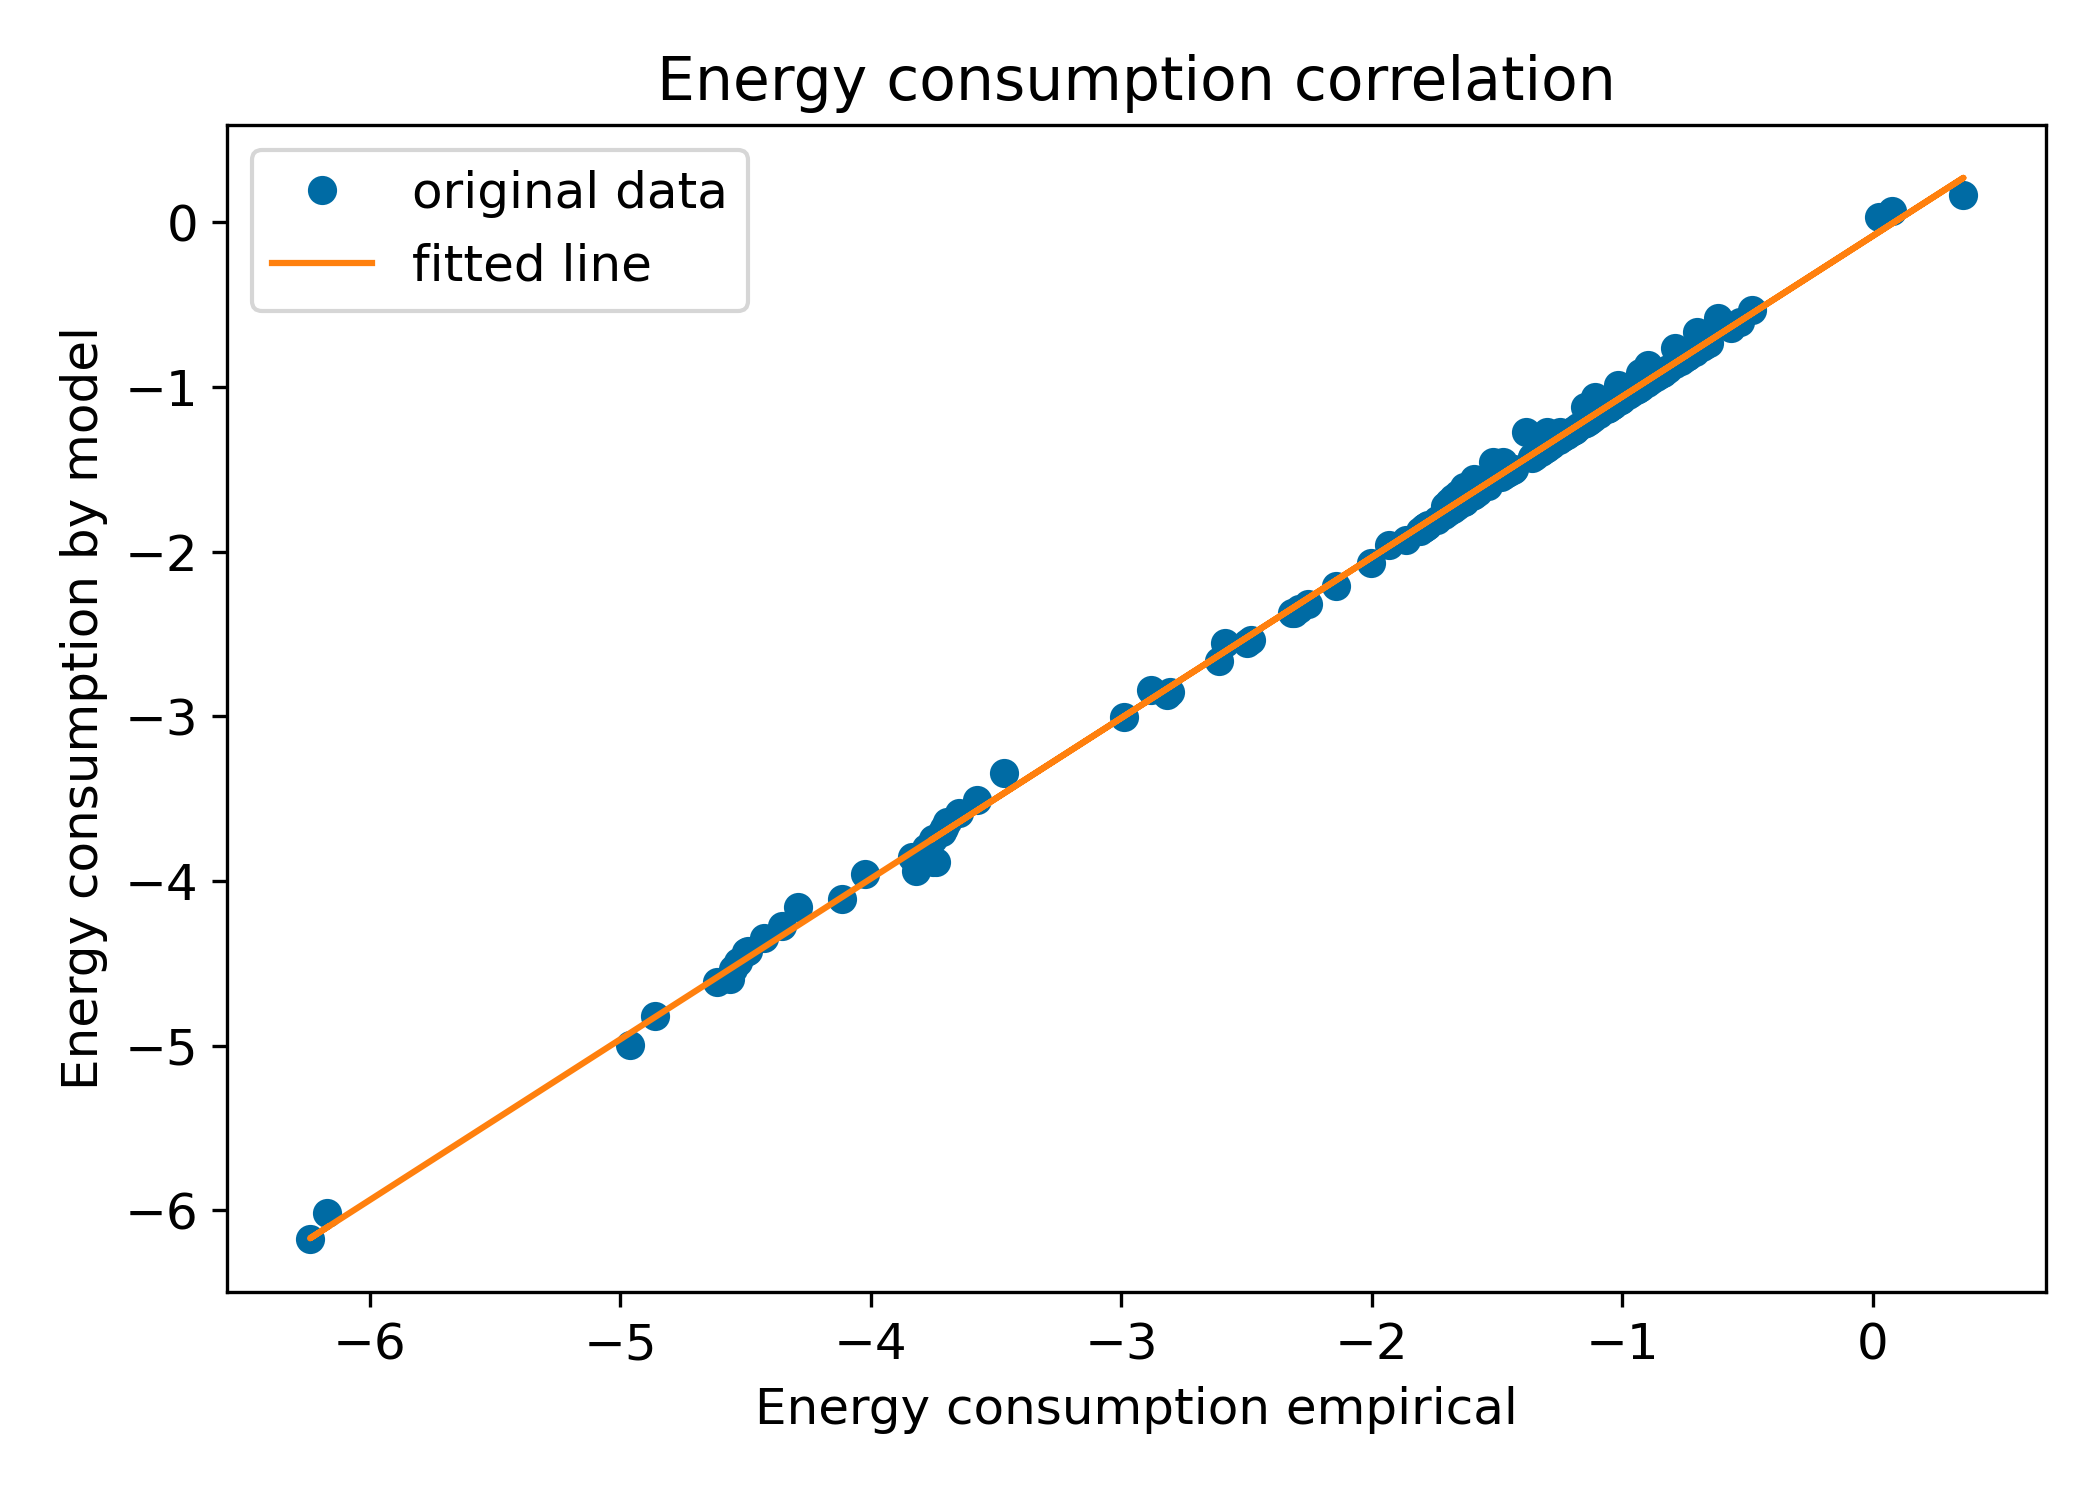 Energy consumption correlation
original data
fitted line
0
−1
−2
−3
−4
−5
−6
Energy consumption by model
−6 −5 −4 −3 −2 −1 0
Energy consumption empirical